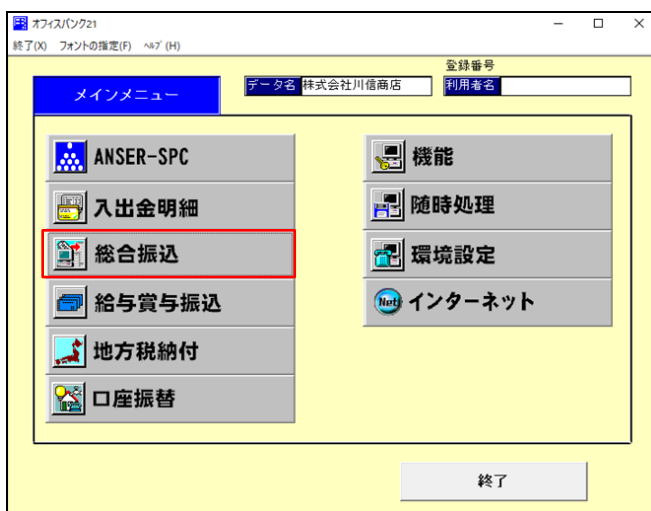 オフィスバンク21
終了(X) フォントの指定(F) ヘルプ(H)
登録番号
メインメニュー データ名 株式会社川信商店 利用者名
ANSER-SPC
入出金明細
総合振込
給与賞与振込
地方税納付
口座振替
機能
随時処理
環境設定
Net インターネット
終了